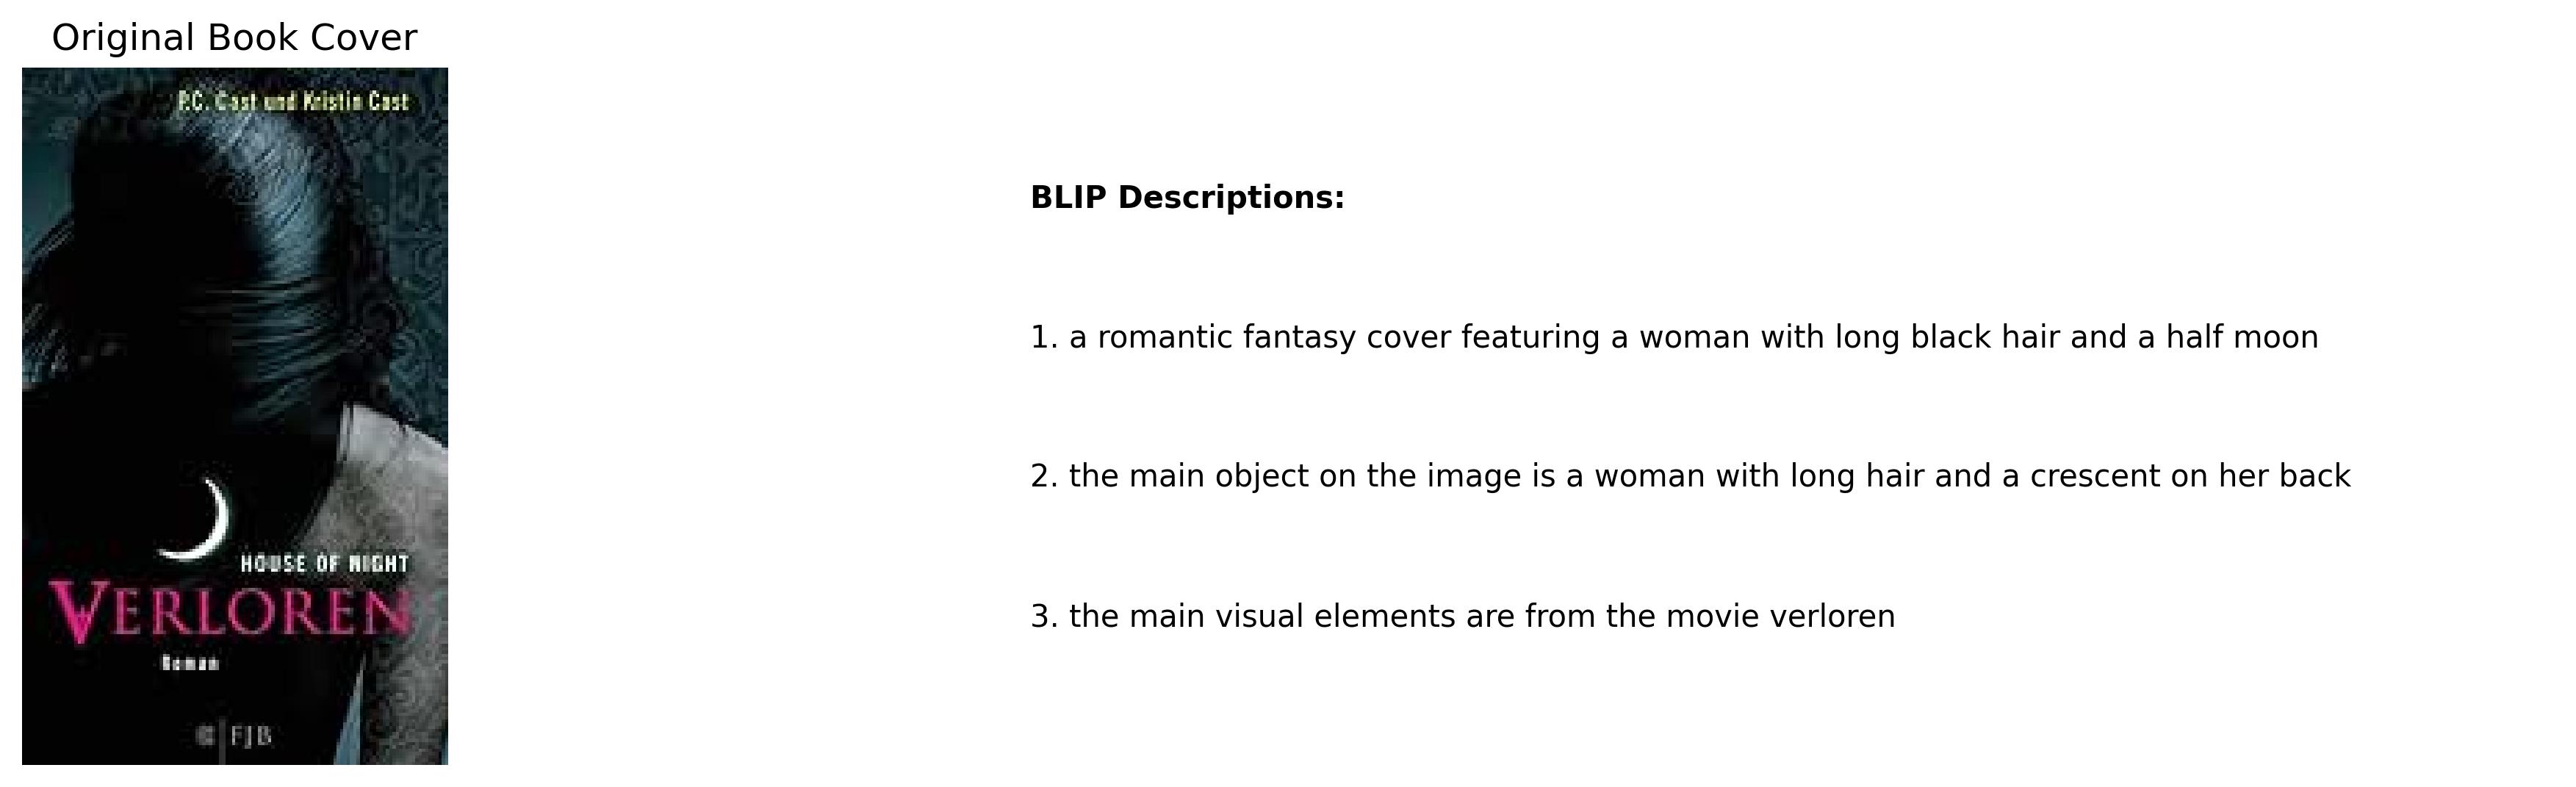 Original Book Cover
P.C. Cast und Kristin Cast
HOUSE OF NIGHT
VERLOREN
Roman
FJB
BLIP Descriptions:
1. a romantic fantasy cover featuring a woman with long black hair and a half moon
2. the main object on the image is a woman with long hair and a crescent on her back
3. the main visual elements are from the movie verloren